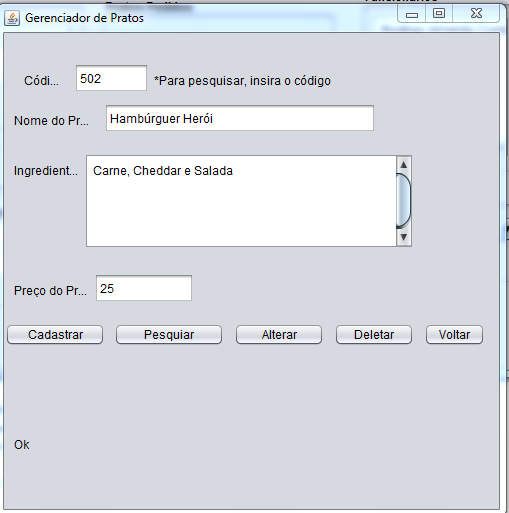 Gerenciador de Pratos
Códi... 502 *Para pesquisar, insira o código
Nome do Pr... Hambúrguer Herói
Ingredient... Carne, Cheddar e Salada
Preço do Pr... 25
Cadastrar Pesquiar Alterar Deletar Voltar
Ok